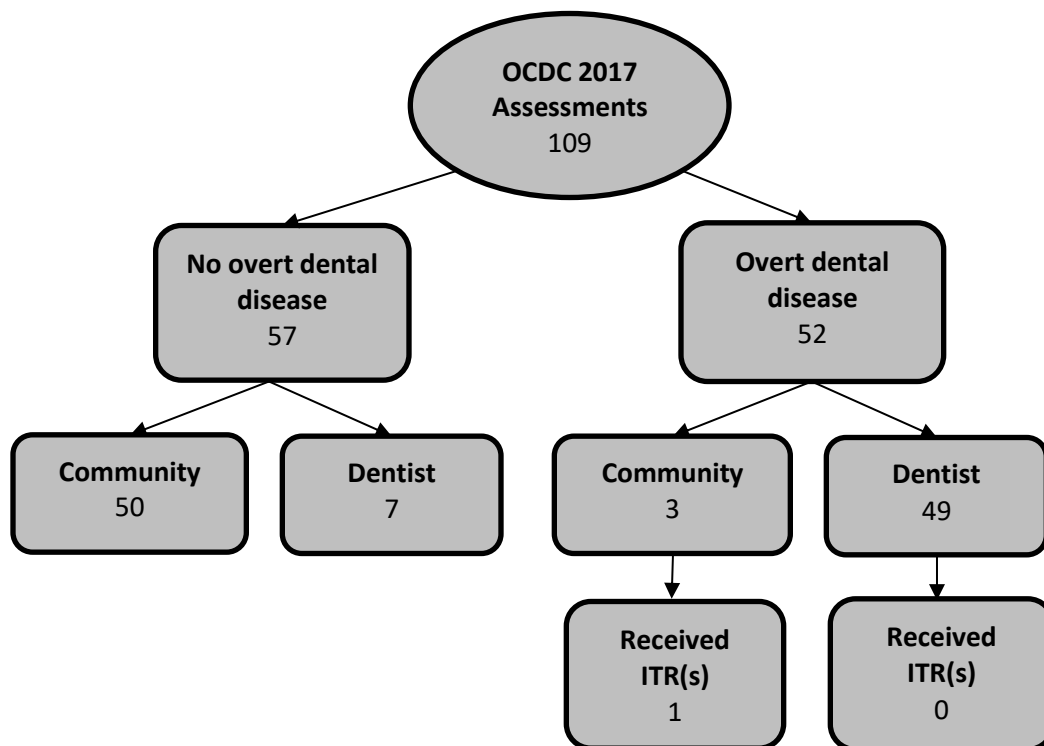 OCDC 2017
Assessments
109
No overt dental
disease
57
Overt dental
disease
52
Community
50
Dentist
7
Community
3
Dentist
49
Received
ITR(s)
1
Received
ITR(s)
0